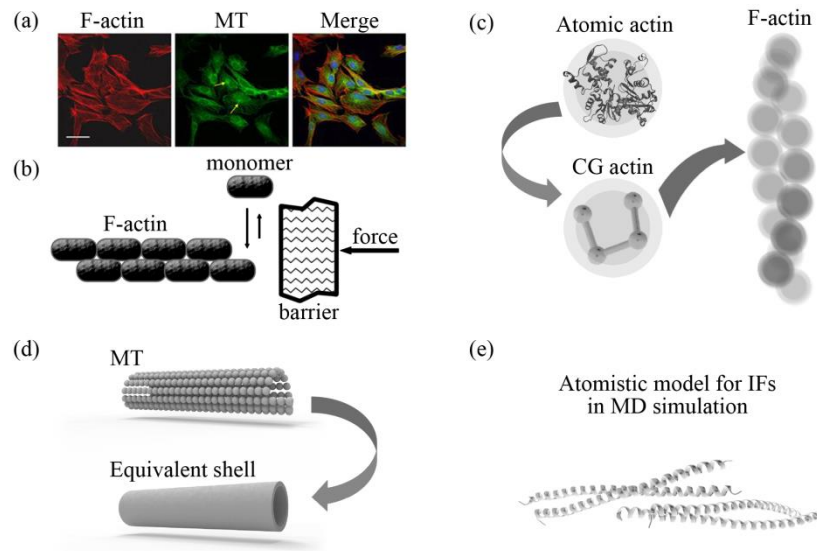 (a)
F-actin
MT
Merge
(b)
monomer
F-actin
force
barrier
(c)
Atomic actin
F-actin
CG actin
(d)
MT
Equivalent shell
(e)
Atomistic model for IFs
in MD simulation